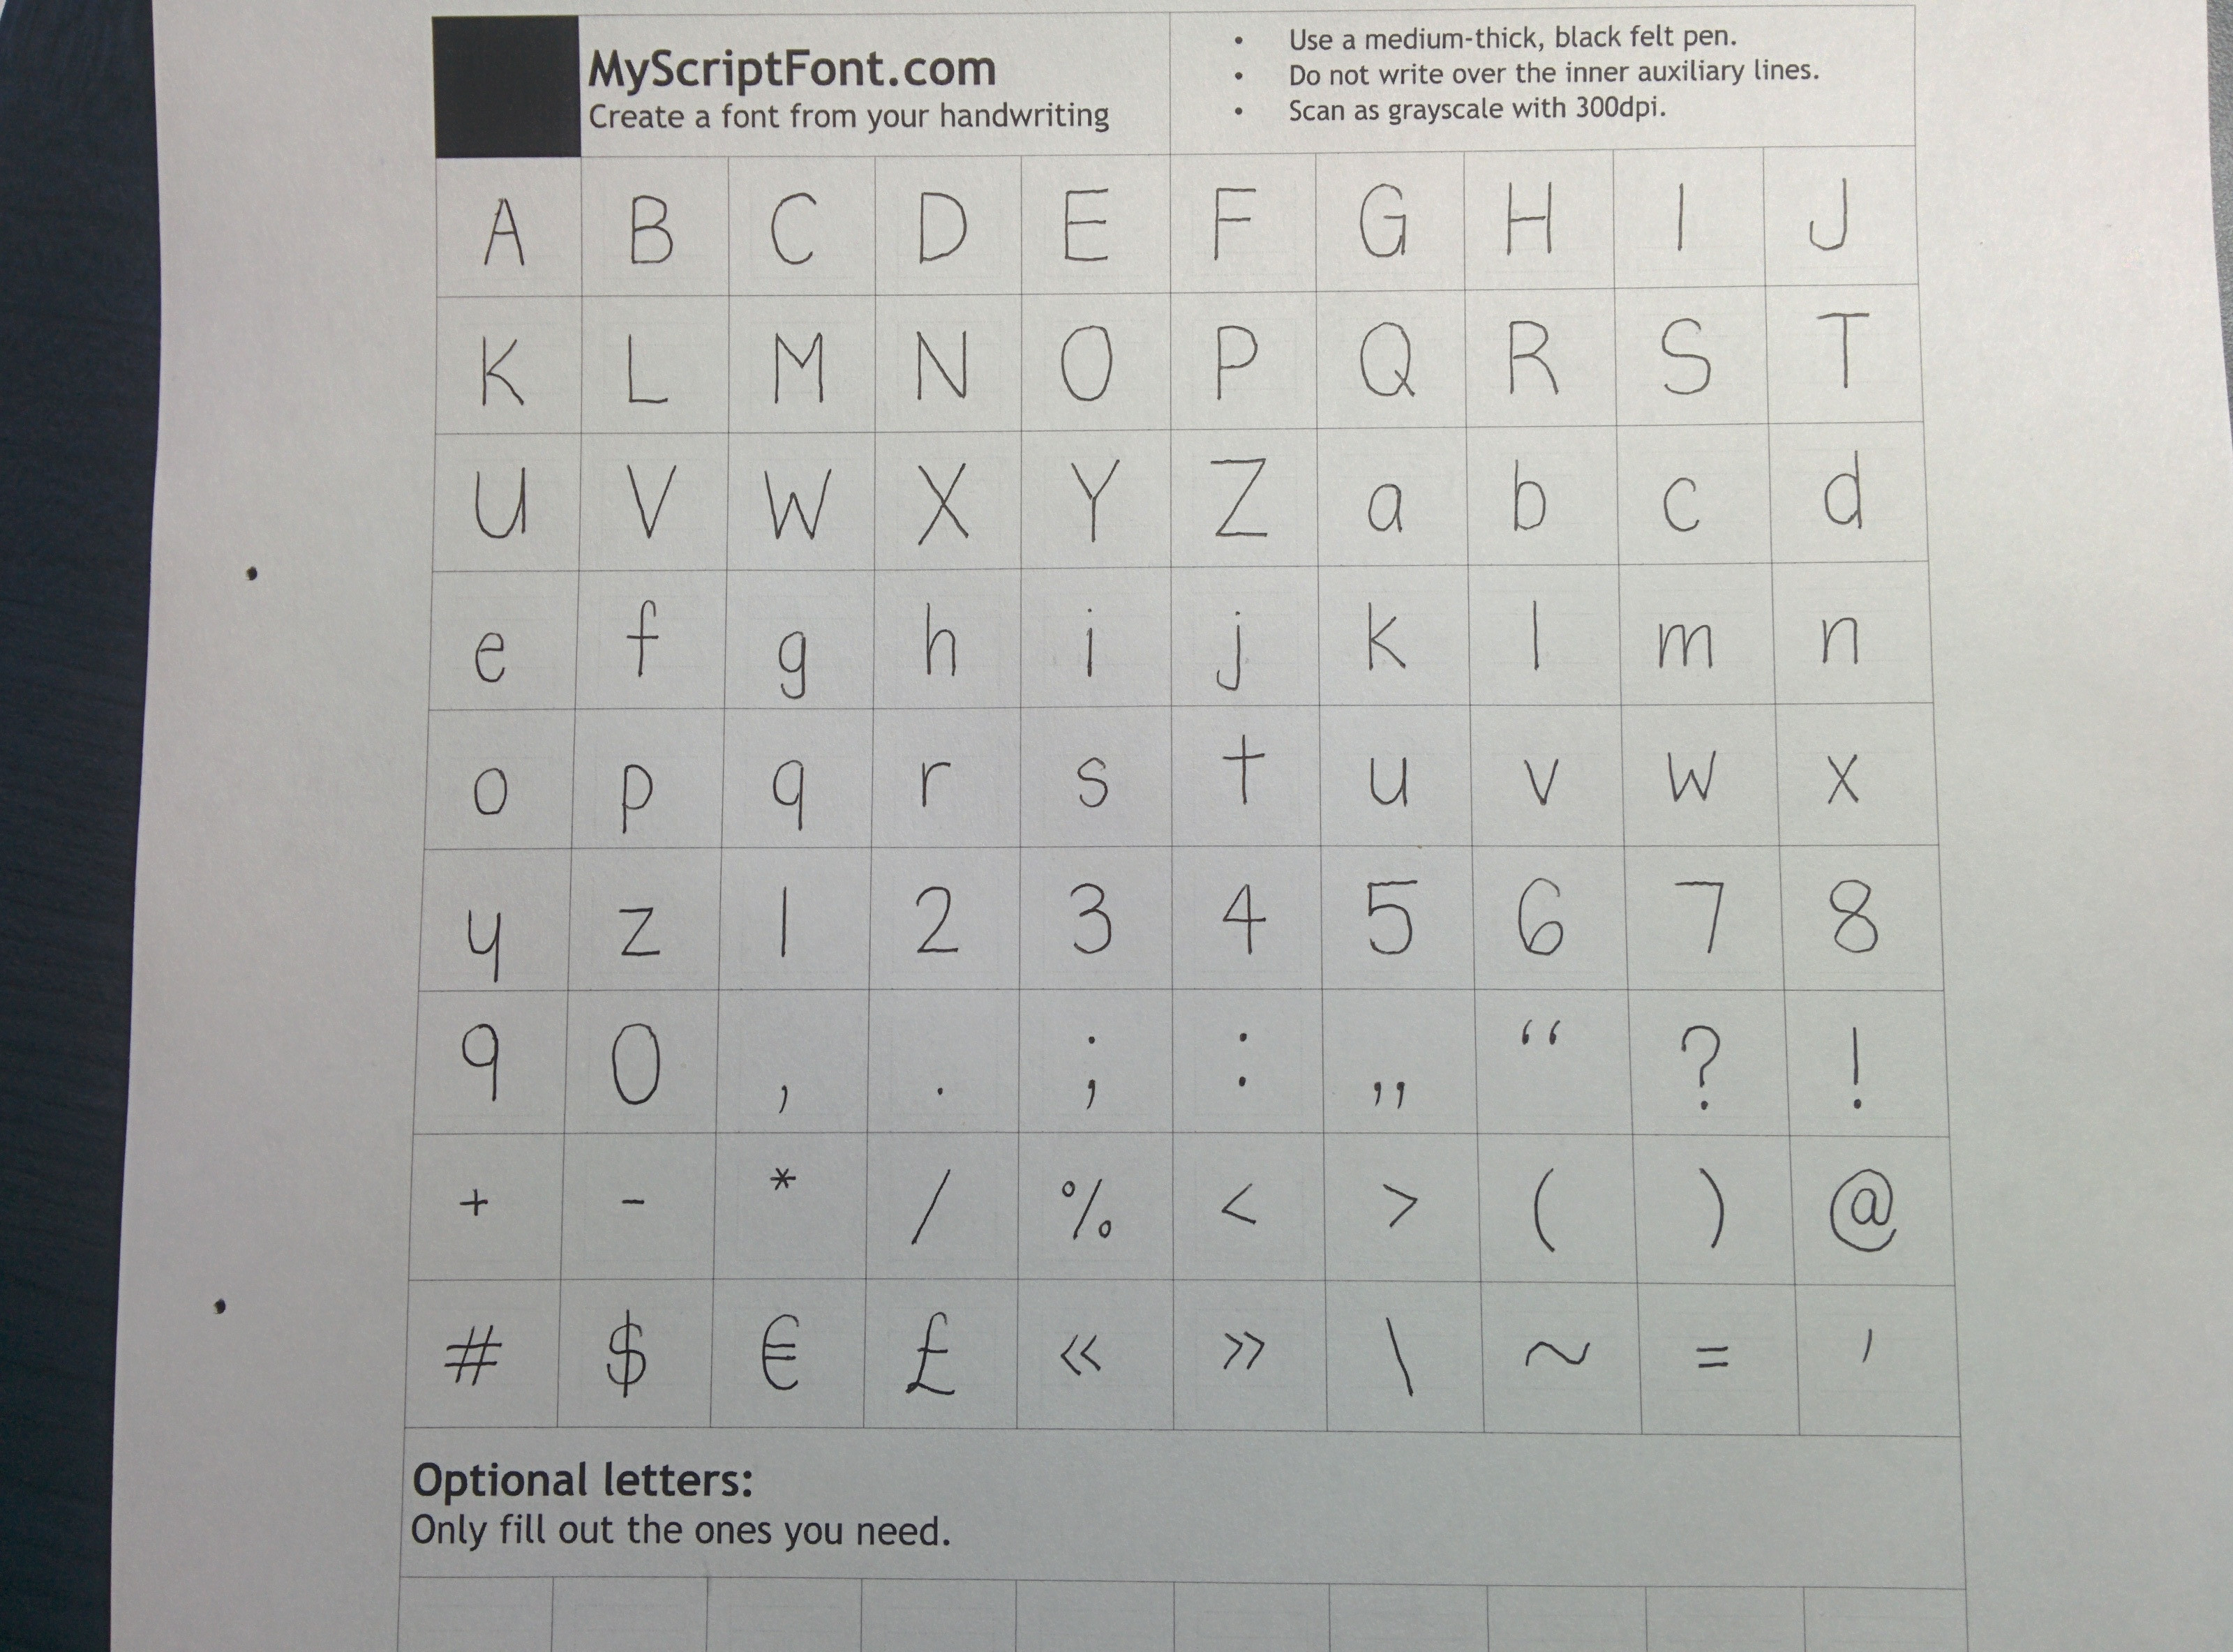 MyScriptFont.com
Create a font from your handwriting
• Use a medium-thick, black felt pen.
• Do not write over the inner auxiliary lines.
• Scan as grayscale with 300dpi.
A B C D E F G H I J
K L M N O P Q R S T
U V W X Y Z a b c d
e f g h i j k l m n
o p q r s t u v w x
y z 1 2 3 4 5 6 7 8
9 0 , . ; : „ “ ? !
+ - * / % < > ( ) @
# $ € £ « » \ ~ = '
Optional letters:
Only fill out the ones you need.